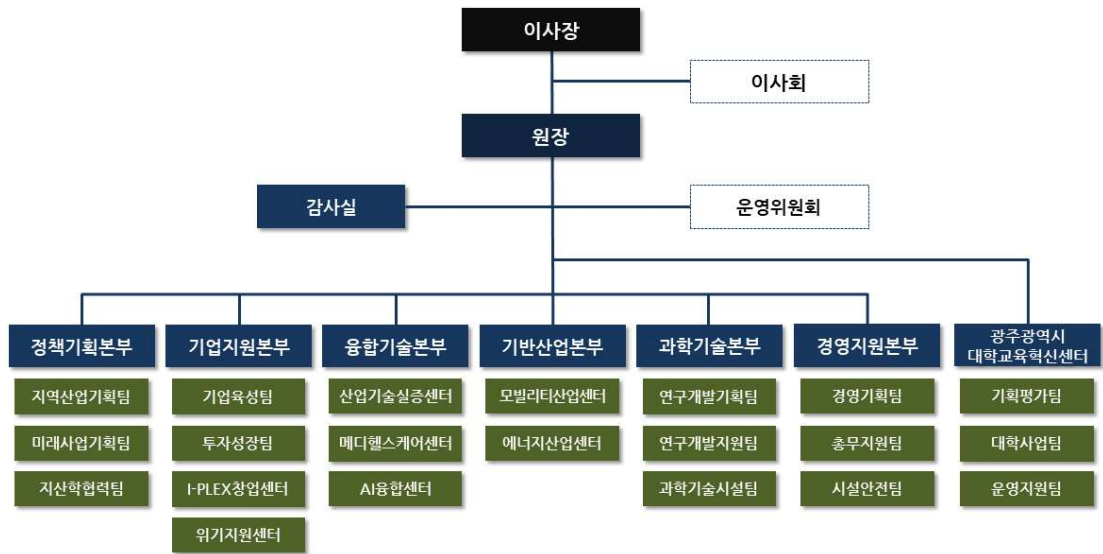 이사장
이사회
원장
감사실
운영위원회
정책기획본부
기업지원본부
융합기술본부
기반산업본부
과학기술본부
경영지원본부
광주광역시
대학교육혁신센터
지역산업기획팀
기업육성팀
산업기술실증센터
모빌리티산업센터
연구개발기획팀
경영기획팀
기획평가팀
미래사업기획팀
투자성장팀
메디헬스케어센터
에너지산업센터
연구개발지원팀
총무지원팀
대학사업팀
지산학협력팀
I-PLEX창업센터
AI융합센터
과학기술시설팀
시설안전팀
운영지원팀
위기지원센터